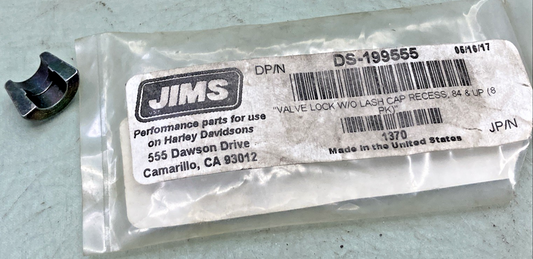 DP/N DS-199555 05/16/17
JIMS
"VALVE LOCK W/O LASH CAP RECESS, 84 & UP (8
PK)"
Performance parts for use
on Harley Davidsons
1370
555 Dawson Drive
Made in the United States
JP/N
Camarillo, CA 93012